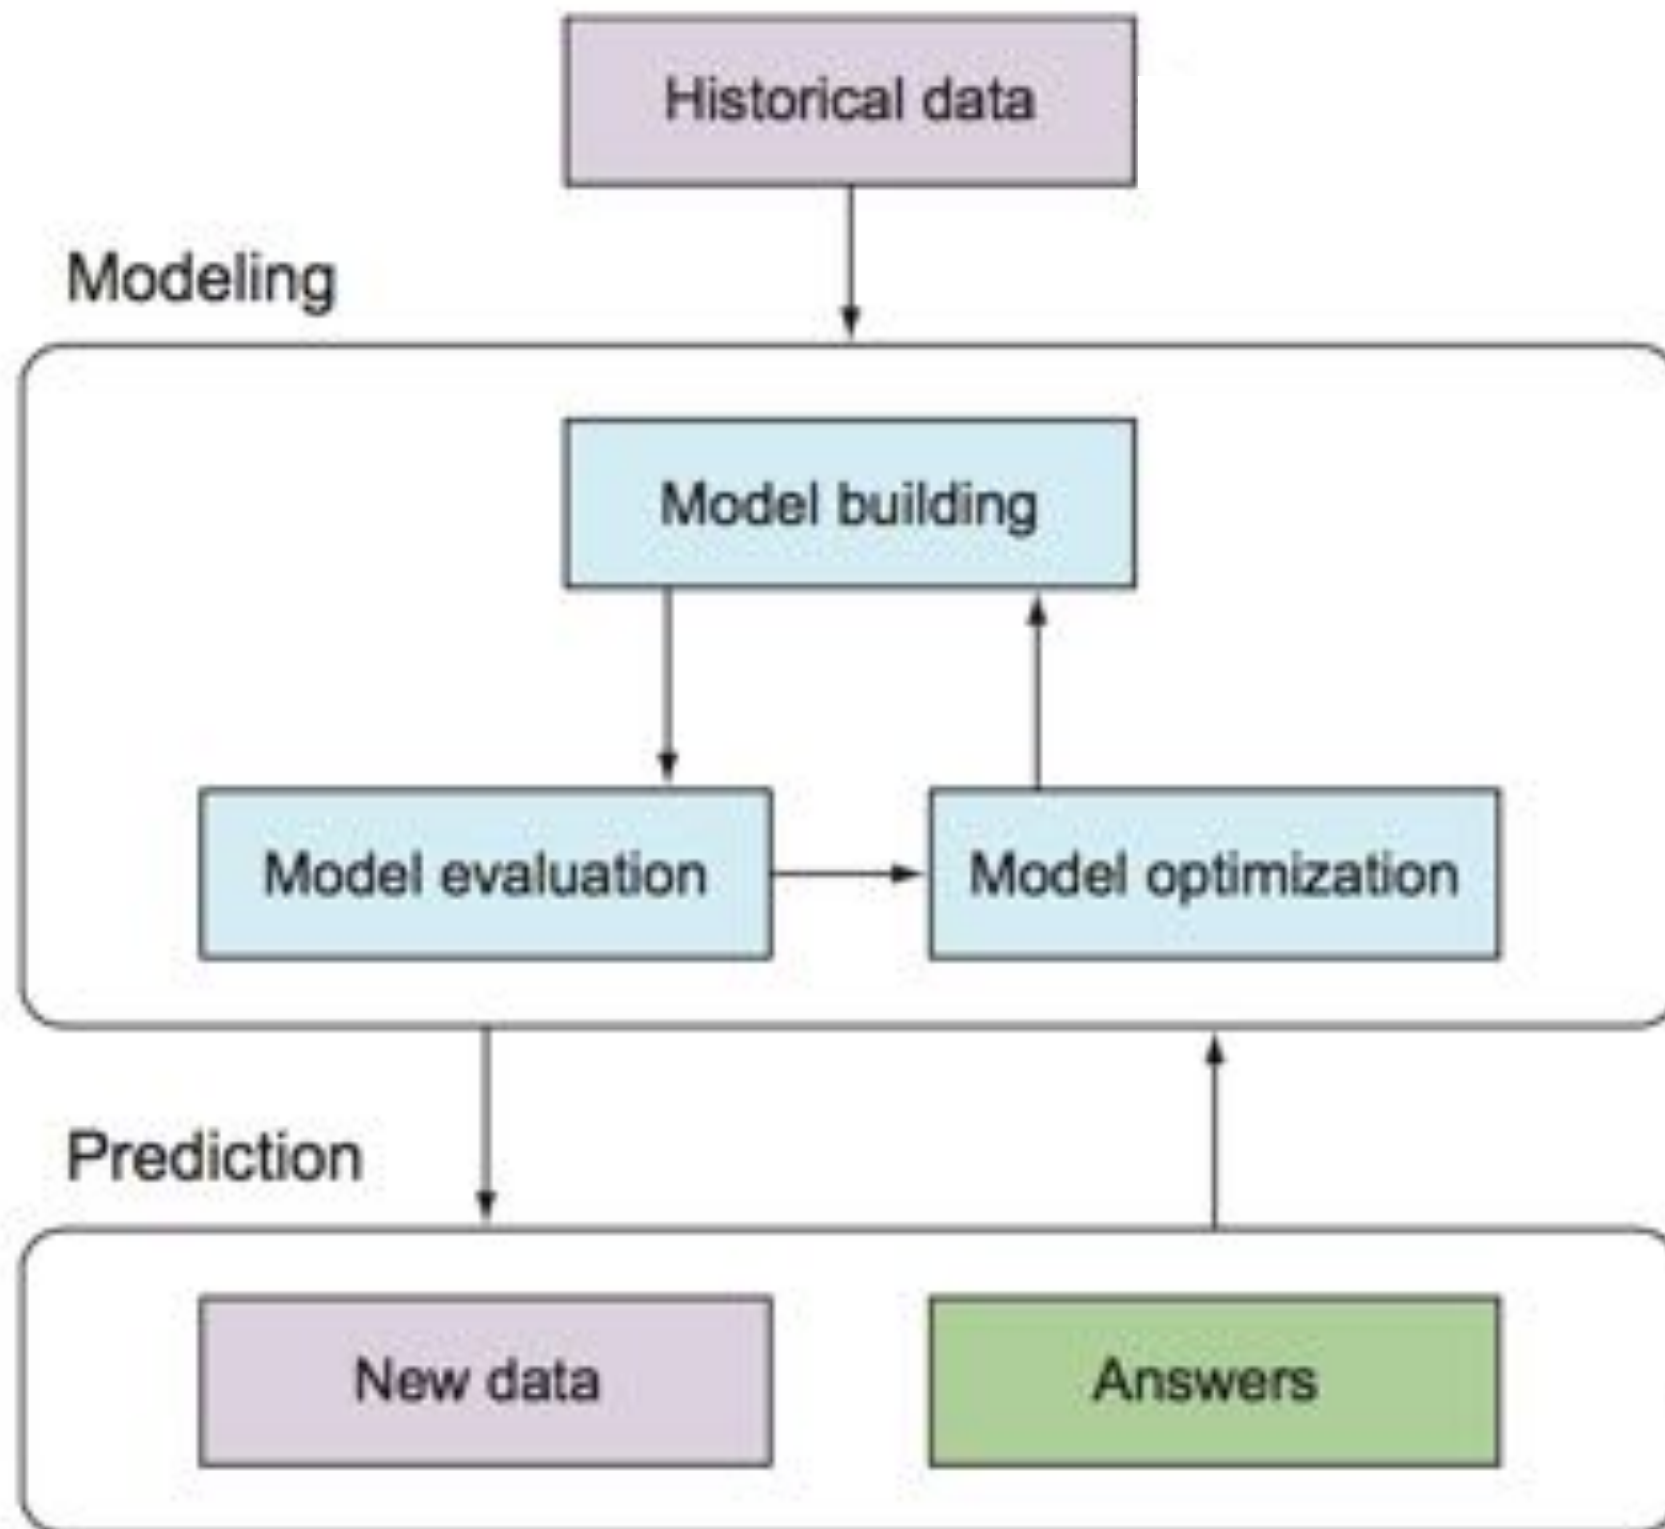 Historical data
Modeling
Model building
Model evaluation
Model optimization
Prediction
New data
Answers